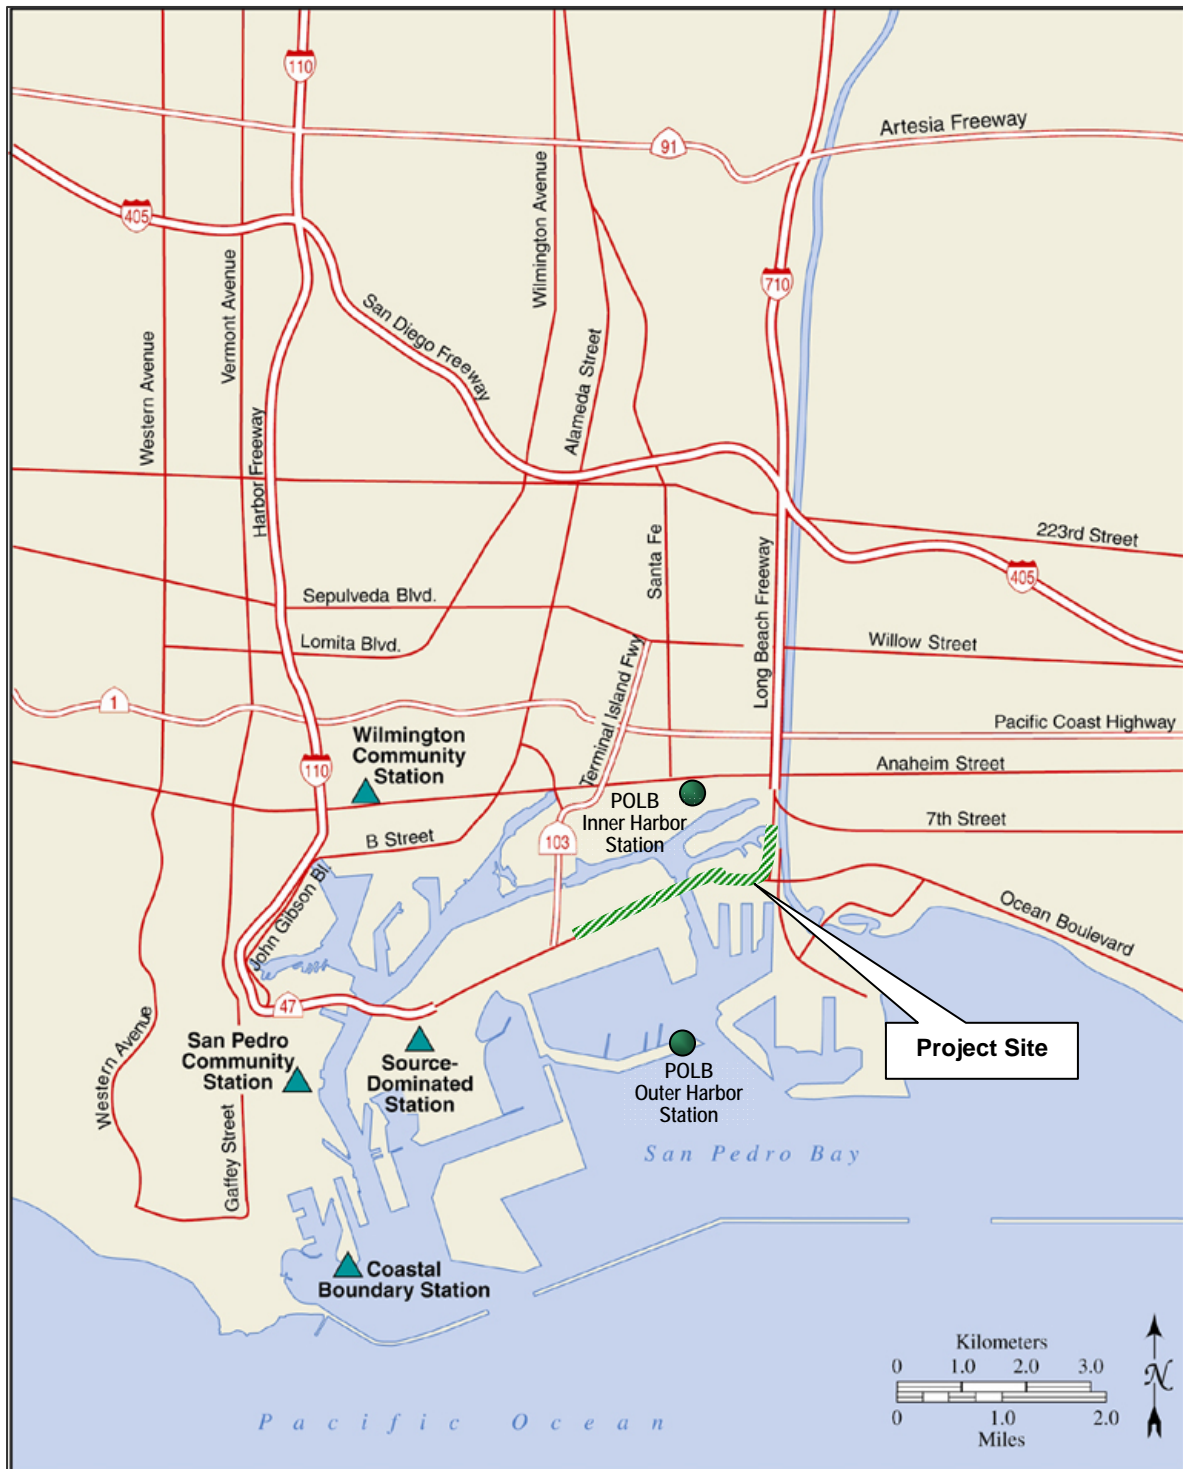 110
91
Artesia Freeway
405
710
Wilmington Avenue
Vermont Avenue
San Diego Freeway
Western Avenue
Alameda Street
Harbor Freeway
223rd Street
Santa Fe
Long Beach Freeway
405
Sepulveda Blvd.
Lomita Blvd.
Willow Street
Terminal Island Fwy
1
Pacific Coast Highway
Wilmington
Community
Station
110
Anaheim Street
POLB
Inner Harbor
Station
7th Street
B Street
103
John Gibson Bl.
Ocean Boulevard
47
San Pedro
Community
Station
Source-
Dominated
Station
Project Site
POLB
Outer Harbor
Station
Western Avenue
Gaffey Street
San Pedro Bay
Coastal
Boundary Station
Kilometers
0 1.0 2.0 3.0
0 1.0 2.0
Miles
N
Pacific Ocean